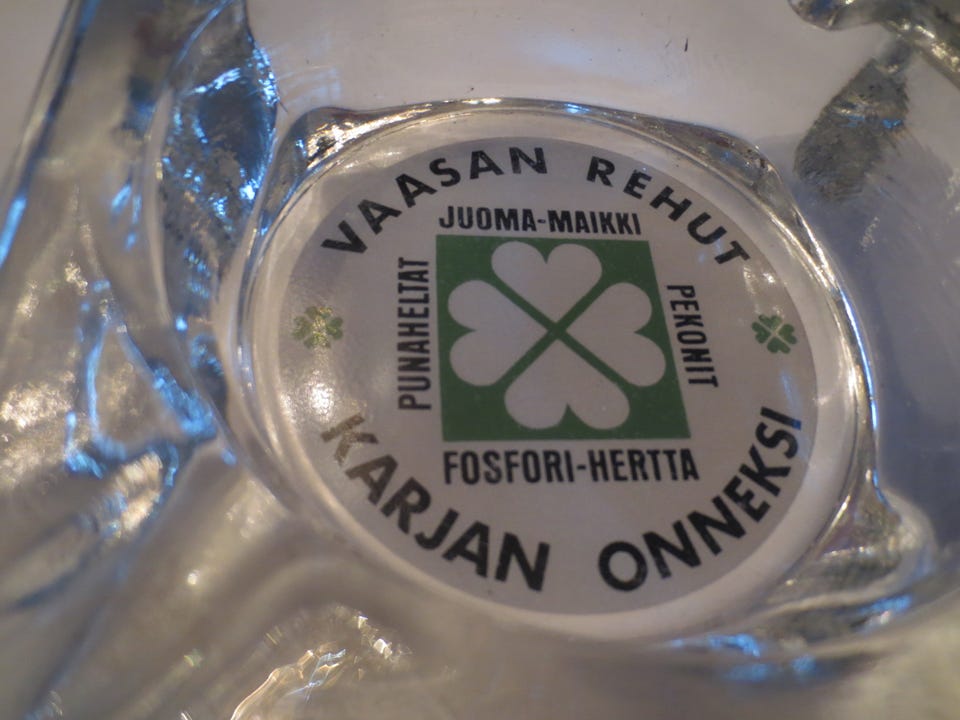 VAASAN REHUT
JUOMA-MAIKKI
PUNAHELTAT
PEKONIT
FOSFORI-HERTTA
KARJAN ONNEKSI